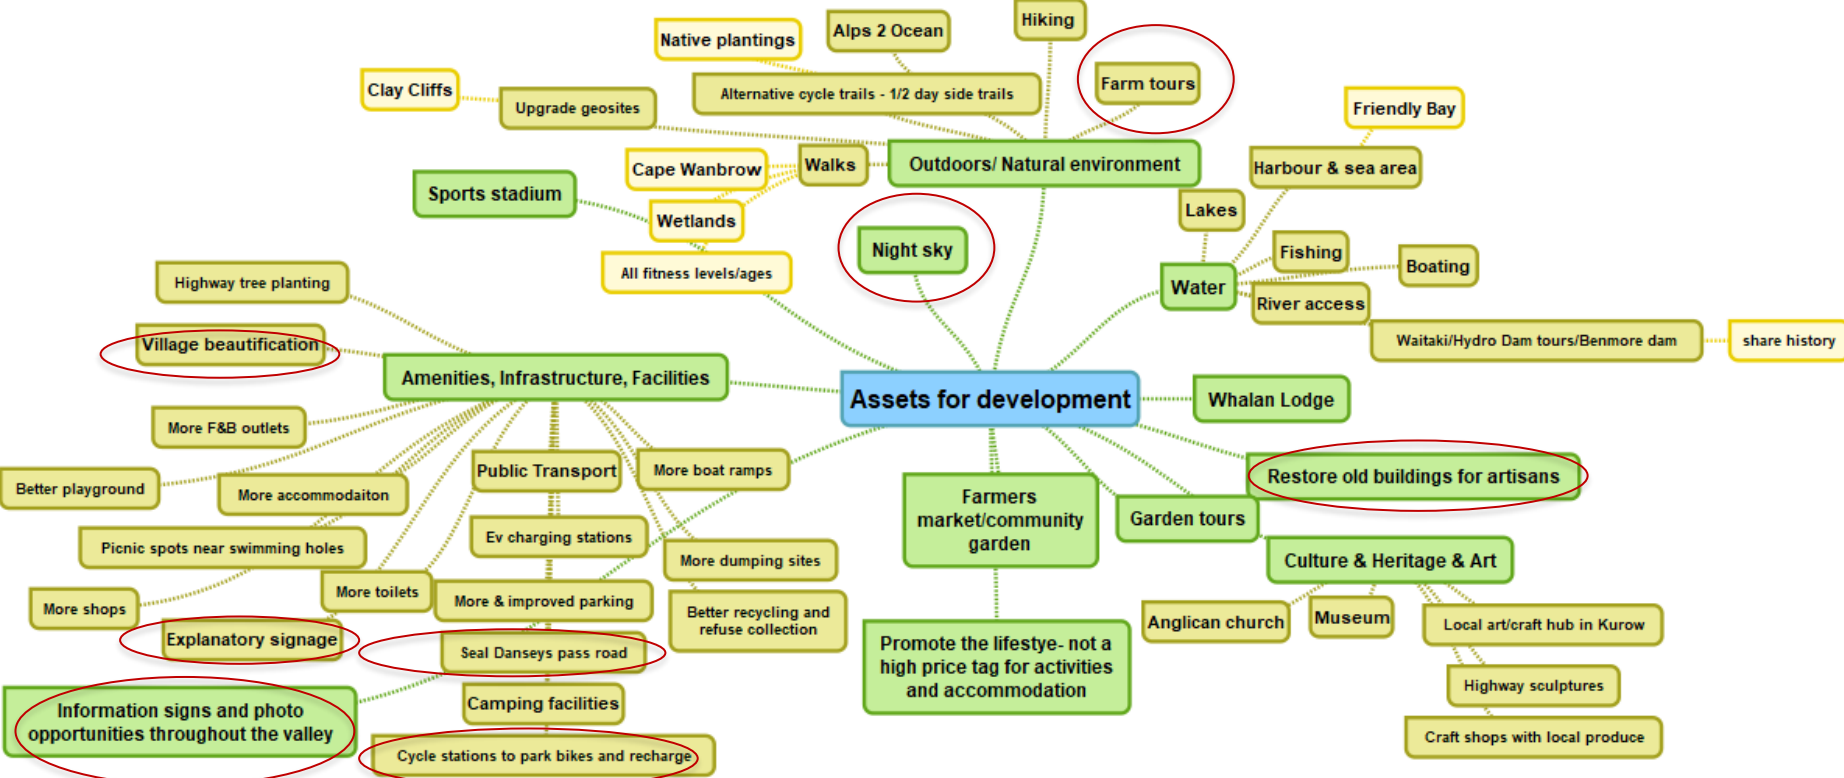 Hiking
Native plantings
Alps 2 Ocean
Clay Cliffs
Upgrade geosites
Alternative cycle trails - 1/2 day side trails
Farm tours
Friendly Bay
Cape Wanbrow
Walks
Outdoors/ Natural environment
Harbour & sea area
Sports stadium
Wetlands
Lakes
Night sky
Fishing
Boating
All fitness levels/ages
Highway tree planting
Water
River access
Village beautification
Waitaki/Hydro Dam tours/Benmore dam
share history
Amenities, Infrastructure, Facilities
Assets for development
Whalan Lodge
More F&B outlets
Public Transport
More boat ramps
Restore old buildings for artisans
Better playground
More accommodaiton
Farmers
market/community
garden
Garden tours
Picnic spots near swimming holes
Ev charging stations
More dumping sites
Culture & Heritage & Art
More shops
More toilets
More & improved parking
Better recycling and
refuse collection
Anglican church
Museum
Local art/craft hub in Kurow
Explanatory signage
Seal Danseys pass road
Promote the lifestye- not a
high price tag for activities
and accommodation
Highway sculptures
Information signs and photo
opportunities throughout the valley
Camping facilities
Craft shops with local produce
Cycle stations to park bikes and recharge